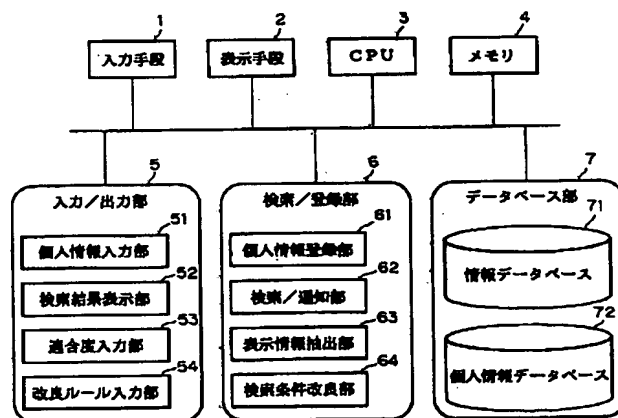 1
入力手段
2
表示手段
3
CPU
4
メモリ
5
入力／出力部
51
個人情報入力部
52
検索結果表示部
53
適合度入力部
54
改良ルール入力部
6
検索／登録部
61
個人情報登録部
62
検索／通知部
63
表示情報抽出部
64
検索条件改良部
7
データベース部
71
情報データベース
72
個人情報データベース